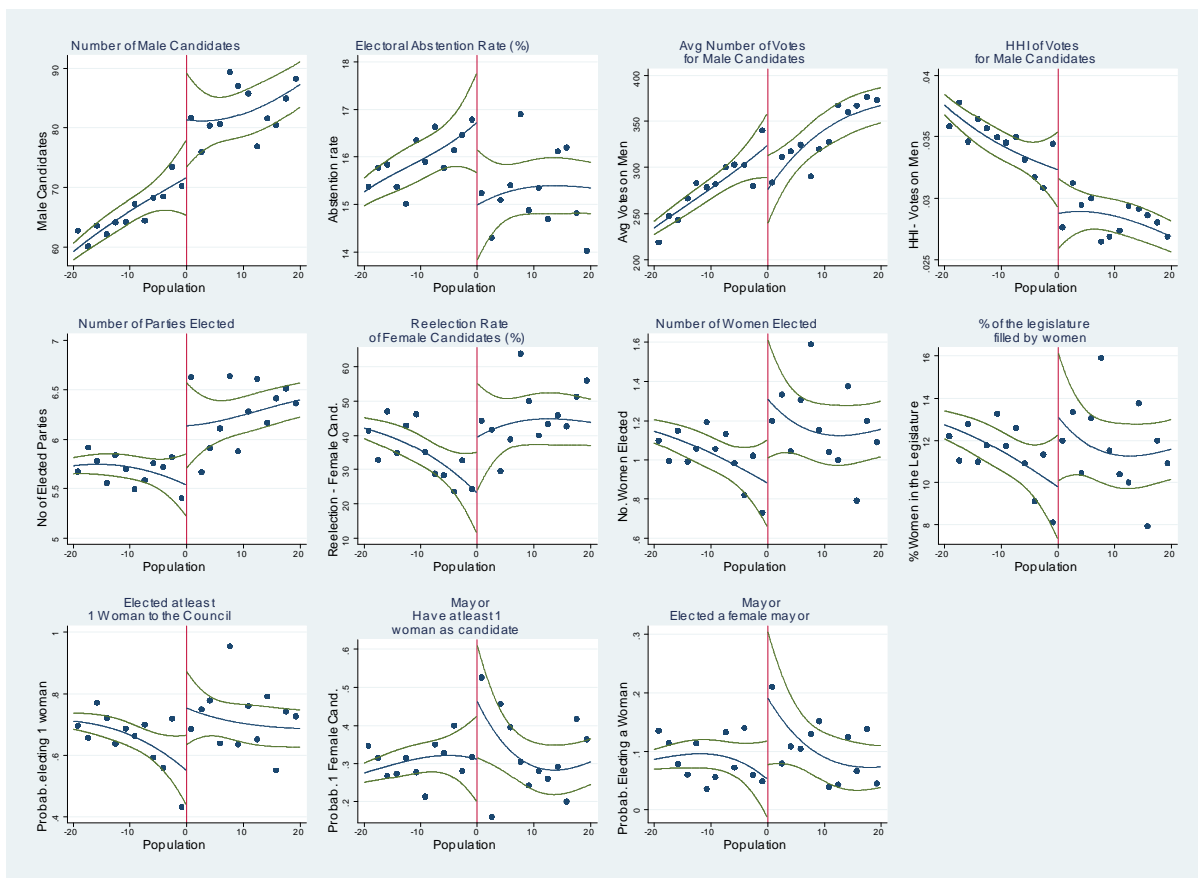 Number of Male Candidates
90
80
70
60
Male Candidates
-20 -10 0 10 20
Population
Electoral Abstention Rate (%)
18
17
16
15
14
Abstention rate
-20 -10 0 10 20
Population
Avg Number of Votes
for Male Candidates
400
350
300
250
200
Avg Votes on Men
-20 -10 0 10 20
Population
HHI of Votes
for Male Candidates
.04
.035
.03
.025
HHI - Votes on Men
-20 -10 0 10 20
Population
Number of Parties Elected
7
6.5
6
5.5
5
No of Elected Parties
-20 -10 0 10 20
Population
Reelection Rate
of Female Candidates (%)
60
50
40
30
20
10
Reelection - Female Cand.
-20 -10 0 10 20
Population
Number of Women Elected
1.6
1.4
1.2
1
.8
.6
No. Women Elected
-20 -10 0 10 20
Population
% of the legislature
filled by women
16
14
12
10
8
% Women in the Legislature
-20 -10 0 10 20
Population
Elected at least
1 Woman to the Council
1
.8
.6
.4
Probab. electing 1 woman
-20 -10 0 10 20
Population
Mayor
Have at least 1
woman as candidate
.6
.5
.4
.3
.2
Probab. 1 Female Cand.
-20 -10 0 10 20
Population
Mayor
Elected a female mayor
.3
.2
.1
0
Probab. Electing a Woman
-20 -10 0 10 20
Population